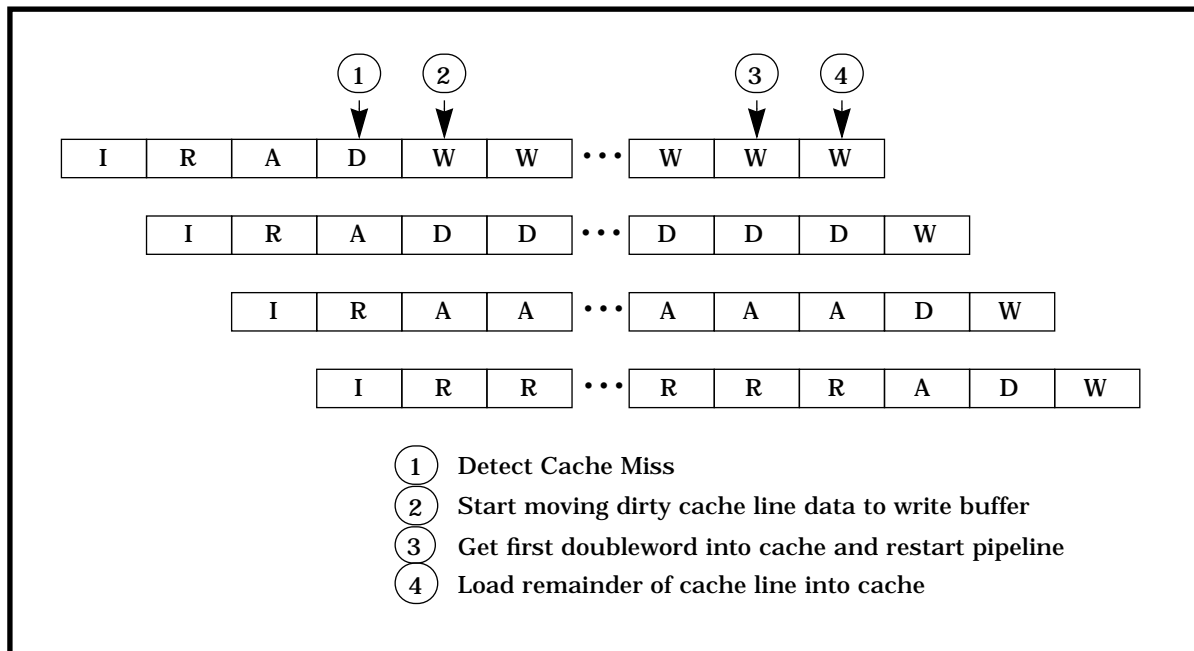 1 2 3 4
I R A D W W ••• W W W
I R A D D ••• D D D W
I R A A ••• A A A D W
I R R ••• R R R A D W
1 Detect Cache Miss
2 Start moving dirty cache line data to write buffer
3 Get first doubleword into cache and restart pipeline
4 Load remainder of cache line into cache